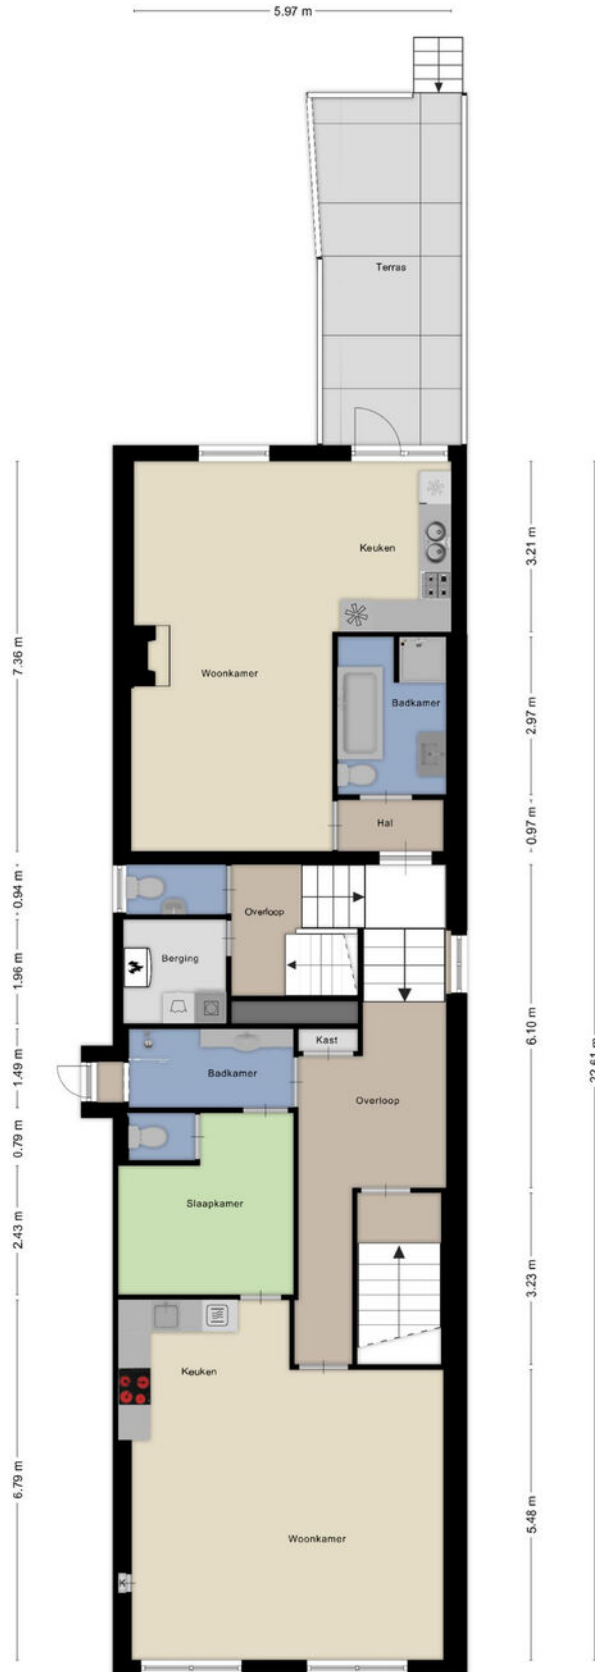 5.97 m
Terras
Keuken
3.21 m
7.36 m
Woonkamer
Badkamer
2.97 m
Hal
0.97 m
0.94 m
Overloop
Berging
1.96 m
6.10 m
Kast
1.49 m
Badkamer
22.61 m
Overloop
0.79 m
Slaapkamer
2.43 m
3.23 m
Keuken
6.79 m
5.48 m
Woonkamer
K